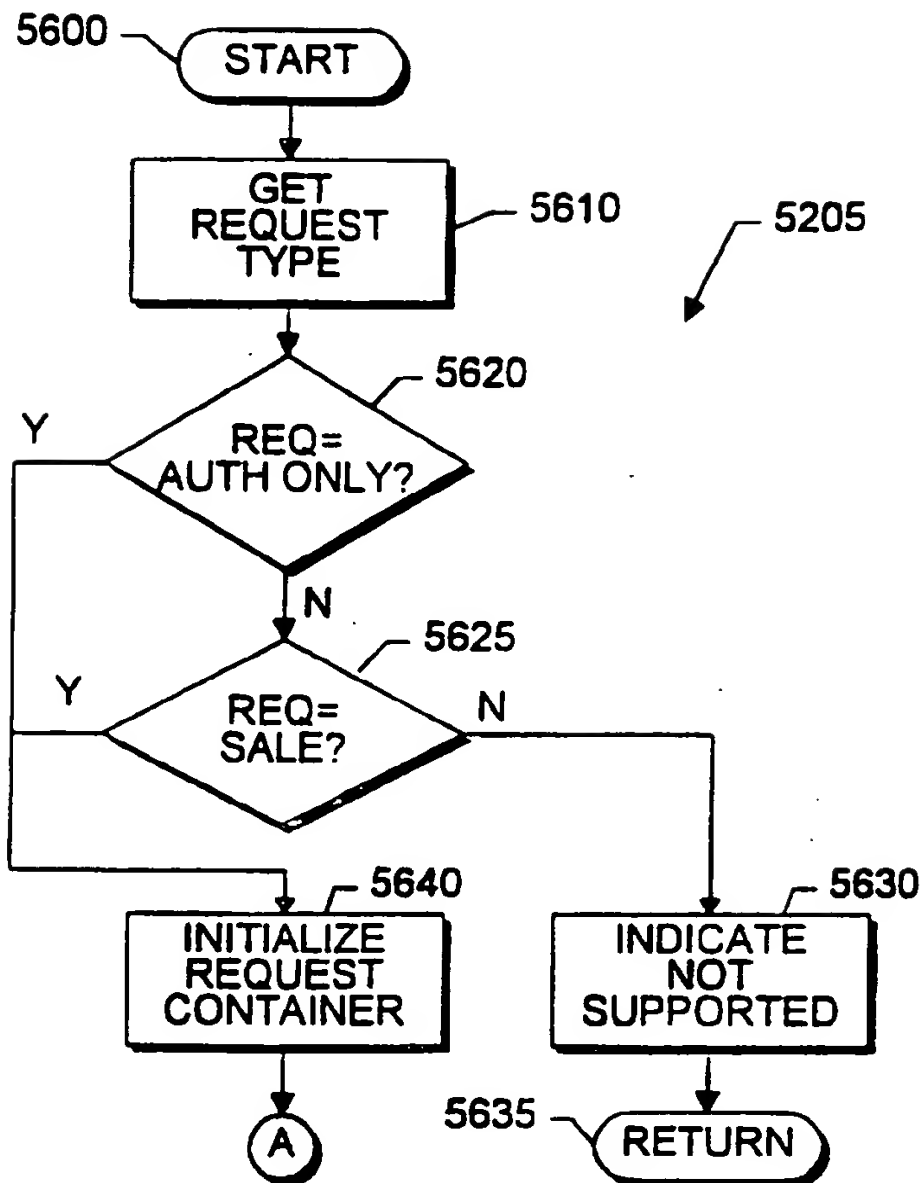 5600
START
GET
REQUEST
TYPE
5610
5205
5620
Y
REQ=
AUTH ONLY?
N
5625
Y
REQ=
SALE?
N
5640
INITIALIZE
REQUEST
CONTAINER
5630
INDICATE
NOT
SUPPORTED
A
5635
RETURN